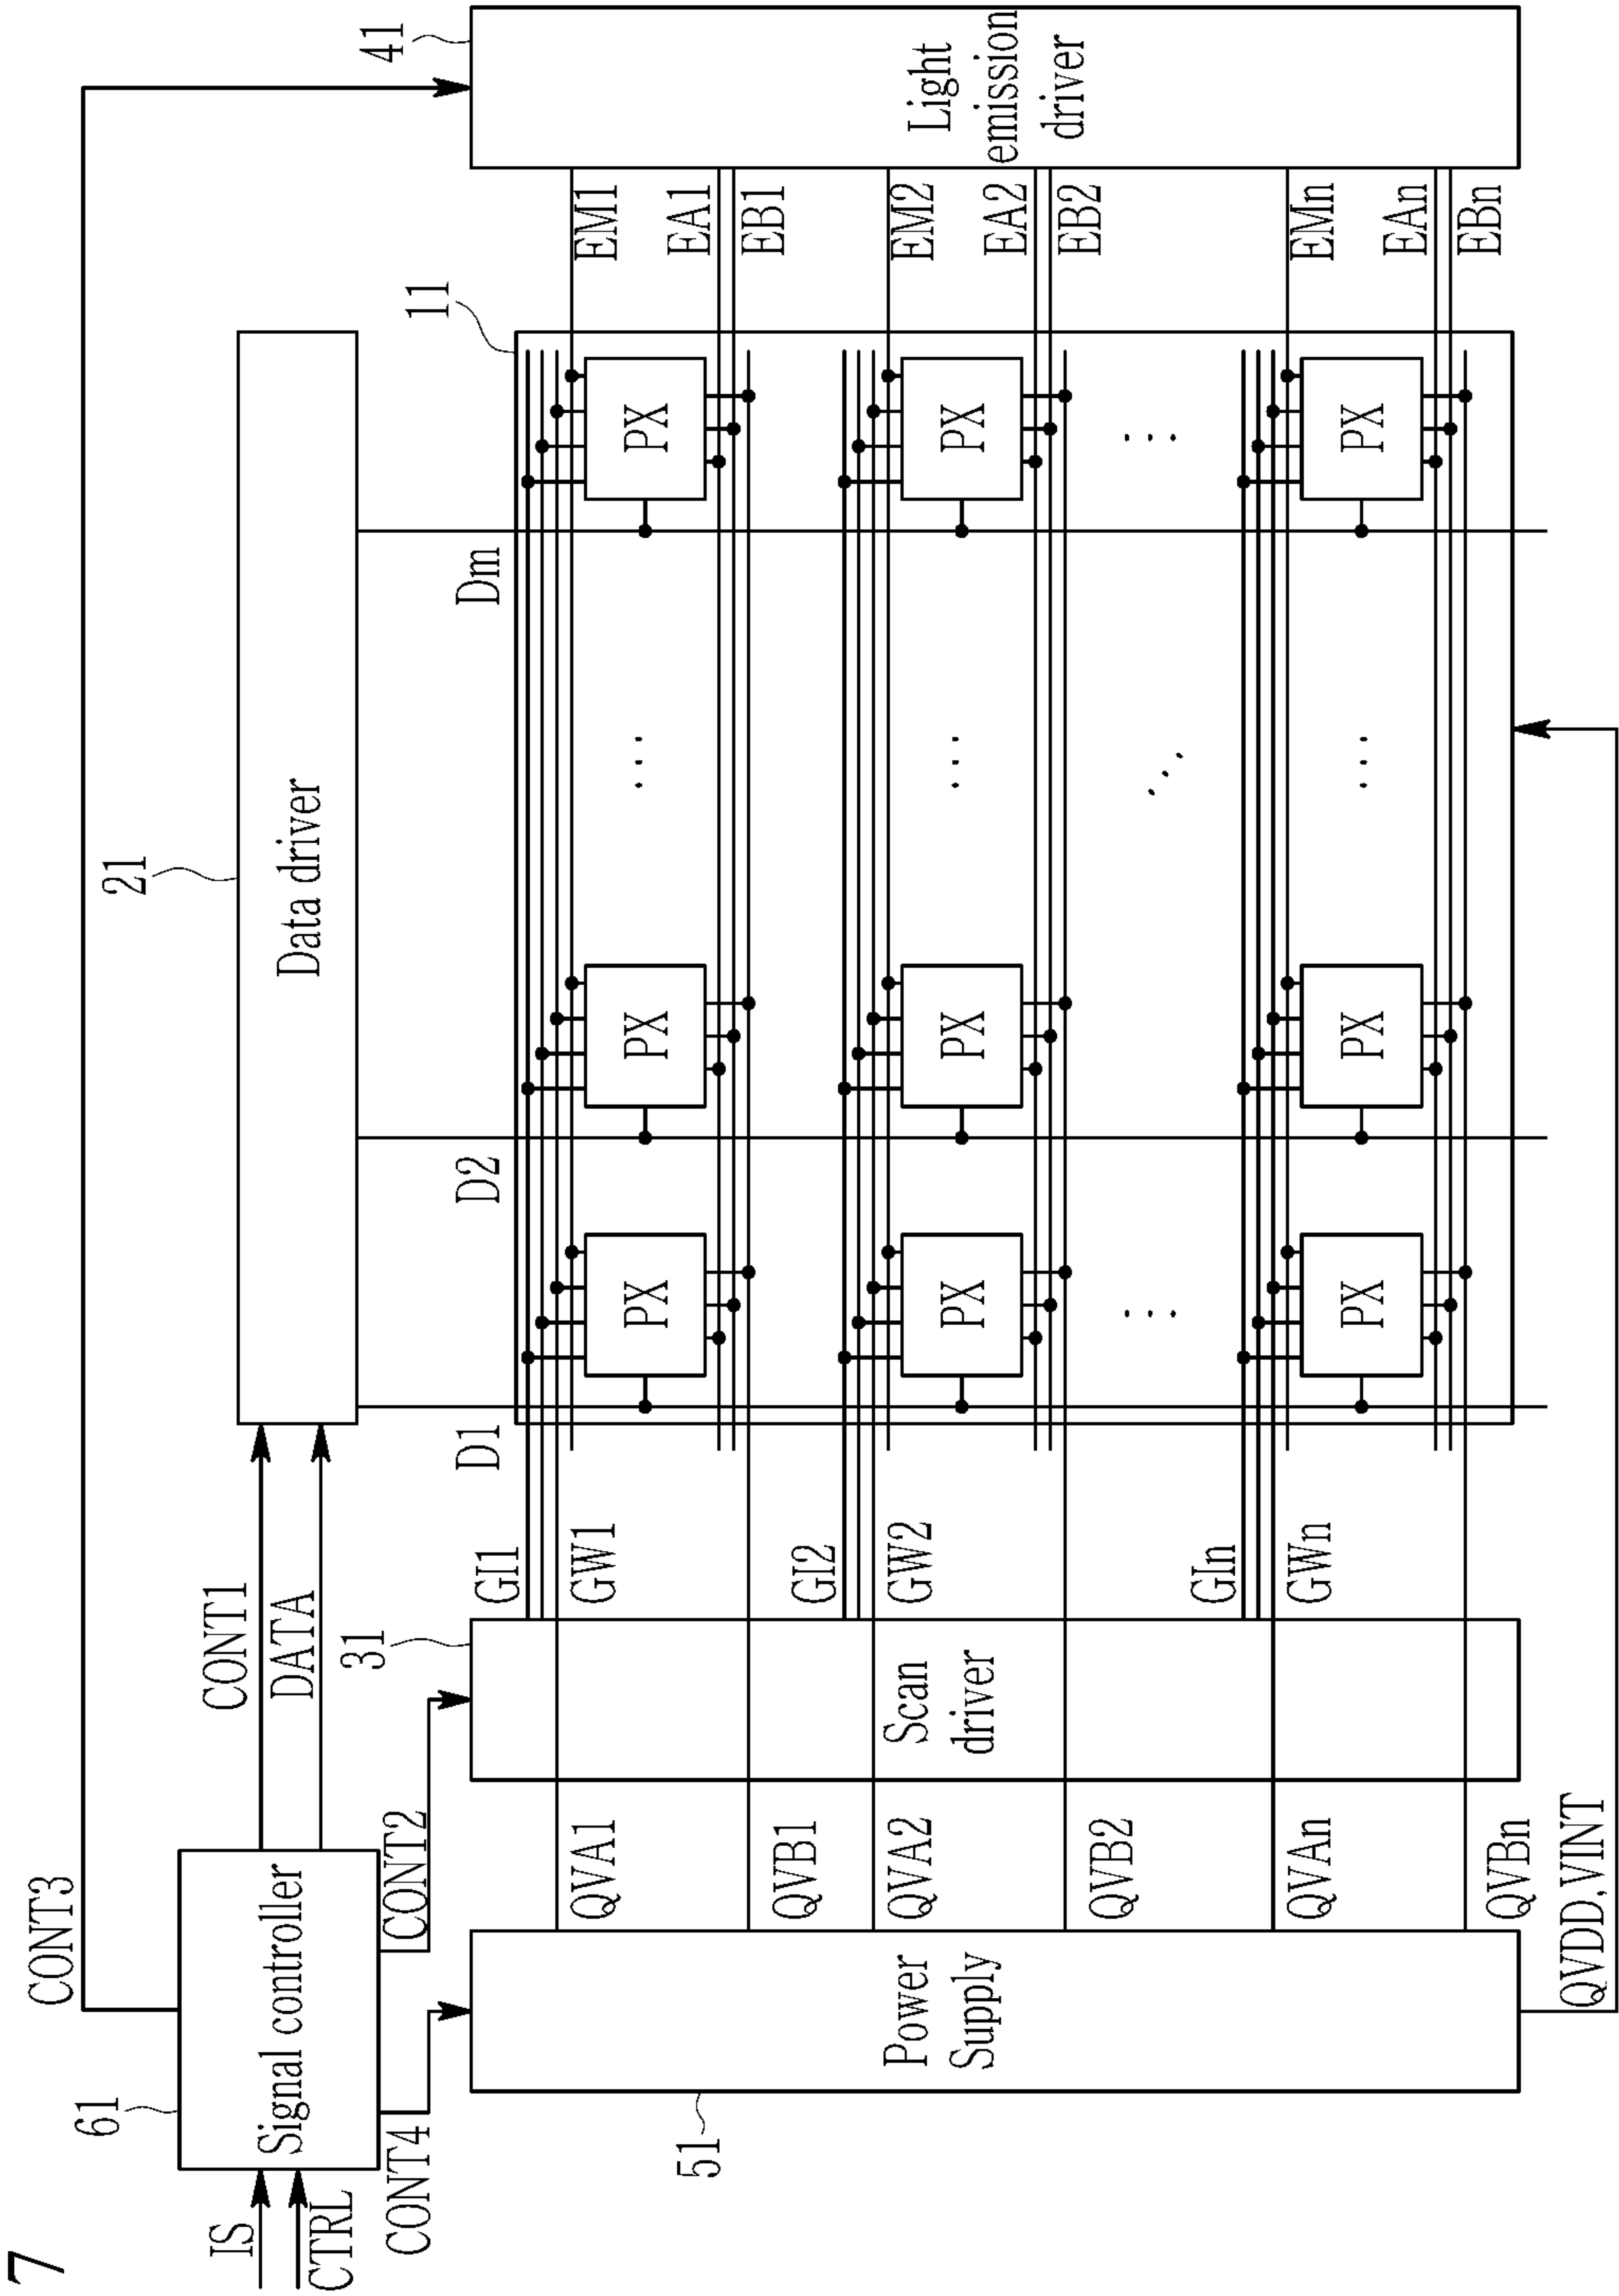 7
CONT3
61
Signal controller
IS
CTRL
CONT1
DATA
CONT2
CONT4
21
Data driver
41
Light
emission
driver
11
31
Scan
driver
51
Power
Supply
D1
D2
Dm
GI1
GW1
QVA1
QVB1
PX
PX
...
PX
EM1
EA1
EB1
GI2
GW2
QVA2
QVB2
PX
PX
...
PX
EM2
EA2
EB2
...
...
...
GIn
GWn
QVAn
QVBn
PX
PX
...
PX
EMn
EAn
EBn
QVDD,VINT